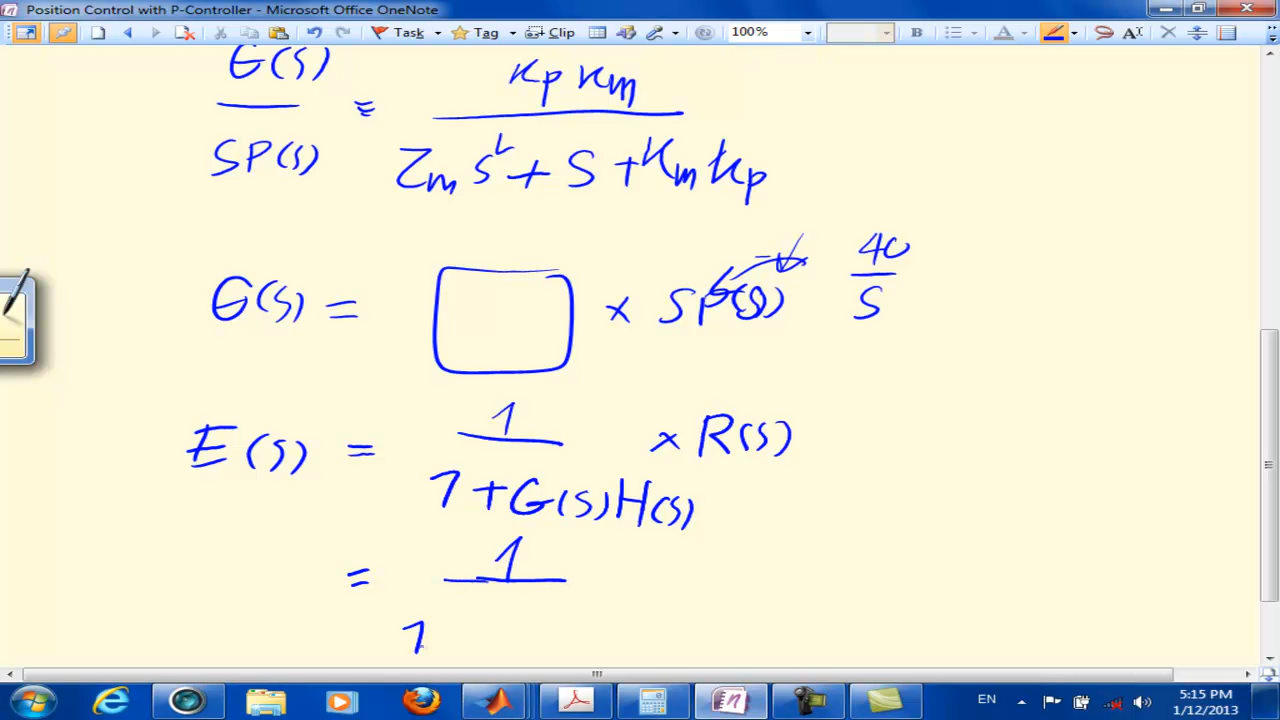 Position Control with P-Controller - Microsoft Office OneNote
Task Tag Clip 100% B A
θ(s) / SP(s) = Kp Km / τm s² + s + Km Kp
θ(s) = × SP(s) 40 / s
E(s) = 1 / 1 + G(s)H(s) × R(s)
= 1 / 1
EN 5:15 PM
1/12/2013